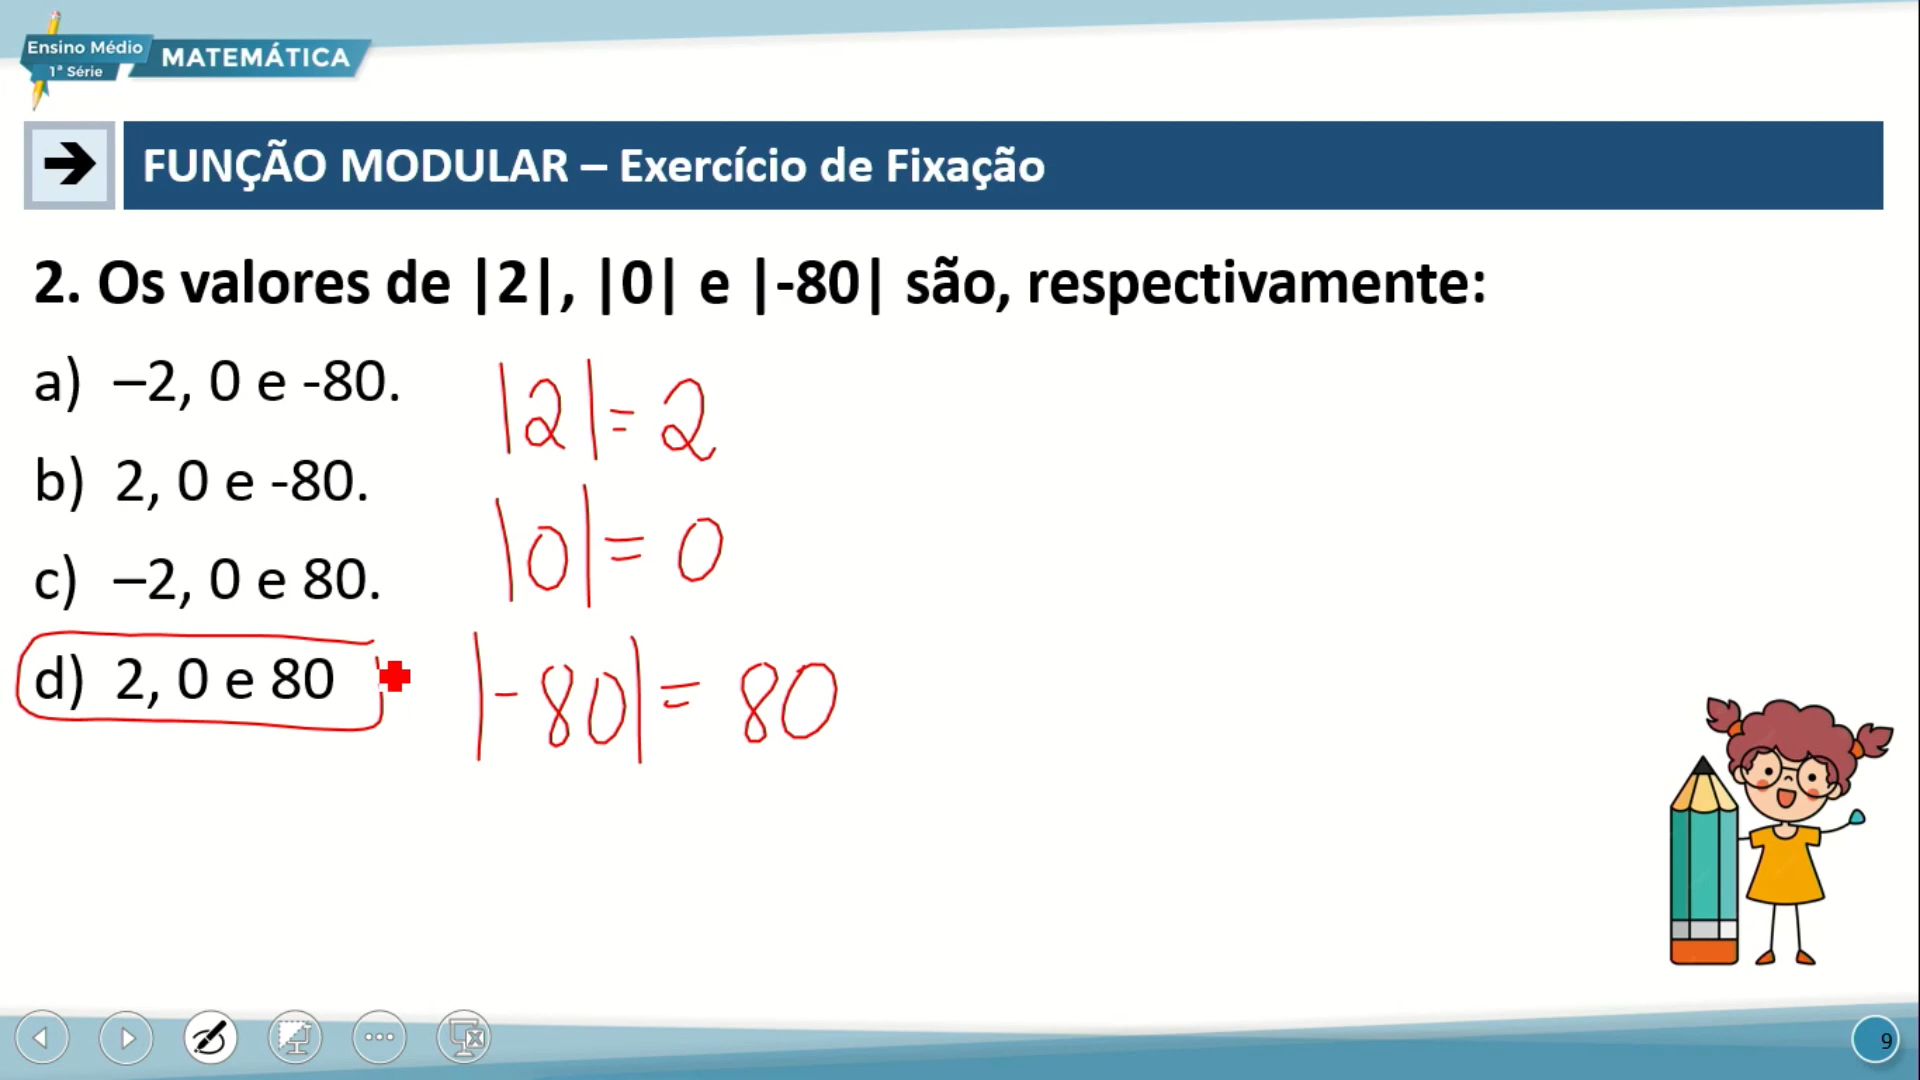 Ensino Médio
1ª Série
MATEMÁTICA
FUNÇÃO MODULAR – Exercício de Fixação
2. Os valores de |2|, |0| e |-80| são, respectivamente:
a) –2, 0 e -80.
|2| = 2
b) 2, 0 e -80.
|0| = 0
c) –2, 0 e 80.
d) 2, 0 e 80
|-80| = 80
9